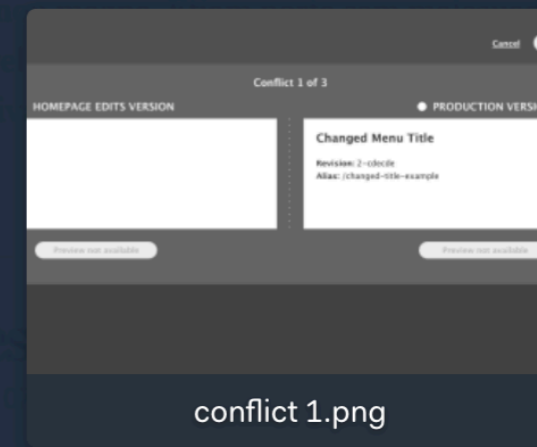 Cancel
Conflict 1 of 3
HOMEPAGE EDITS VERSION
PRODUCTION VERSI
Changed Menu Title
Revision: 2-cdecde
Alias: /changed-title-example
Preview not available
Preview not available
conflict 1.png